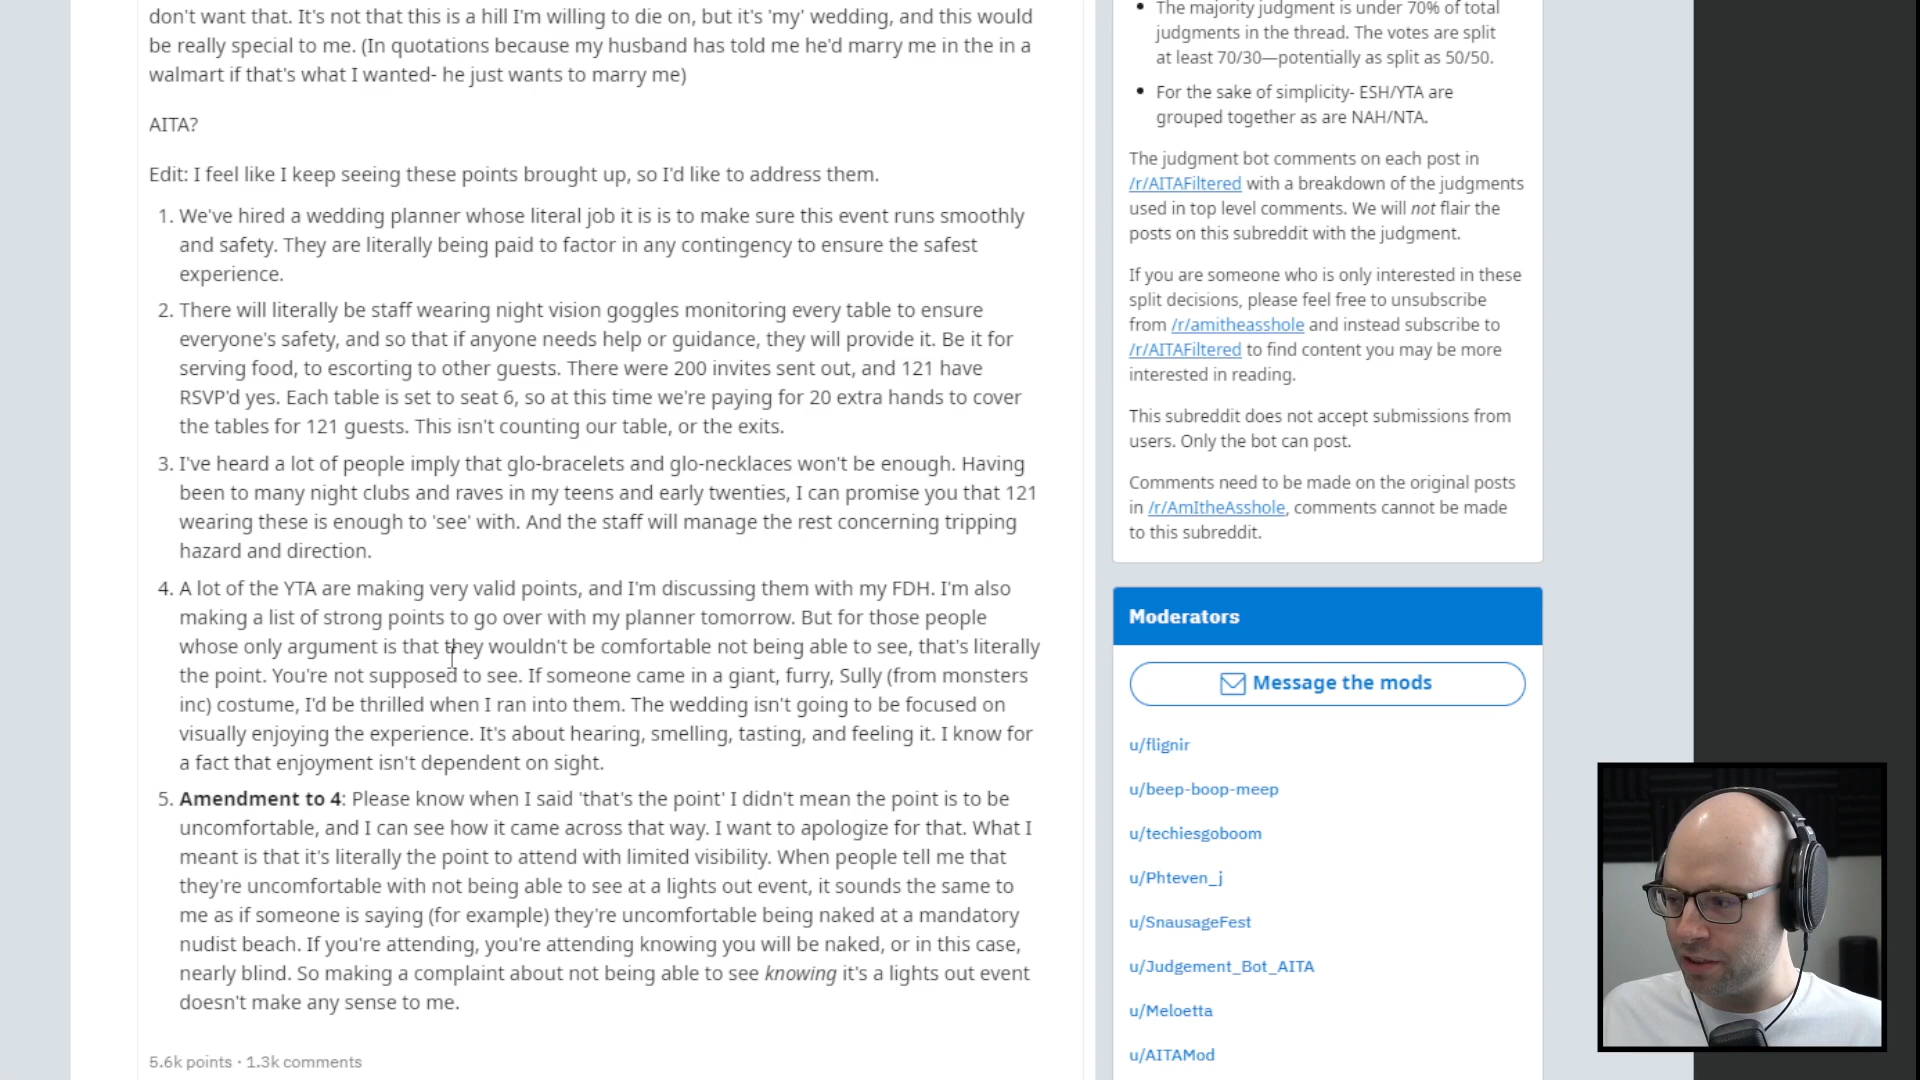 don't want that. It's not that this is a hill I'm willing to die on, but it's 'my' wedding, and this would
be really special to me. (In quotations because my husband has told me he'd marry me in the in a
walmart if that's what I wanted- he just wants to marry me)
AITA?
Edit: I feel like I keep seeing these points brought up, so I'd like to address them.
1. We've hired a wedding planner whose literal job it is is to make sure this event runs smoothly
and safety. They are literally being paid to factor in any contingency to ensure the safest
experience.
2. There will literally be staff wearing night vision goggles monitoring every table to ensure
everyone's safety, and so that if anyone needs help or guidance, they will provide it. Be it for
serving food, to escorting to other guests. There were 200 invites sent out, and 121 have
RSVP'd yes. Each table is set to seat 6, so at this time we're paying for 20 extra hands to cover
the tables for 121 guests. This isn't counting our table, or the exits.
3. I've heard a lot of people imply that glo-bracelets and glo-necklaces won't be enough. Having
been to many night clubs and raves in my teens and early twenties, I can promise you that 121
wearing these is enough to 'see' with. And the staff will manage the rest concerning tripping
hazard and direction.
4. A lot of the YTA are making very valid points, and I'm discussing them with my FDH. I'm also
making a list of strong points to go over with my planner tomorrow. But for those people
whose only argument is that they wouldn't be comfortable not being able to see, that's literally
the point. You're not supposed to see. If someone came in a giant, furry, Sully (from monsters
inc) costume, I'd be thrilled when I ran into them. The wedding isn't going to be focused on
visually enjoying the experience. It's about hearing, smelling, tasting, and feeling it. I know for
a fact that enjoyment isn't dependent on sight.
5. Amendment to 4: Please know when I said 'that's the point' I didn't mean the point is to be
uncomfortable, and I can see how it came across that way. I want to apologize for that. What I
meant is that it's literally the point to attend with limited visibility. When people tell me that
they're uncomfortable with not being able to see at a lights out event, it sounds the same to
me as if someone is saying (for example) they're uncomfortable being naked at a mandatory
nudist beach. If you're attending, you're attending knowing you will be naked, or in this case,
nearly blind. So making a complaint about not being able to see knowing it's a lights out event
doesn't make any sense to me.
5.6k points · 1.3k comments
• The majority judgment is under 70% of total
judgments in the thread. The votes are split
at least 70/30—potentially as split as 50/50.
• For the sake of simplicity- ESH/YTA are
grouped together as are NAH/NTA.
The judgment bot comments on each post in
/r/AITAFiltered with a breakdown of the judgments
used in top level comments. We will not flair the
posts on this subreddit with the judgment.
If you are someone who is only interested in these
split decisions, please feel free to unsubscribe
from /r/amitheasshole and instead subscribe to
/r/AITAFiltered to find content you may be more
interested in reading.
This subreddit does not accept submissions from
users. Only the bot can post.
Comments need to be made on the original posts
in /r/AmItheAsshole, comments cannot be made
to this subreddit.
Moderators
Message the mods
u/flignir
u/beep-boop-meep
u/techiesgoboom
u/Phteven_j
u/SnausageFest
u/Judgement_Bot_AITA
u/Meloetta
u/AITAMod